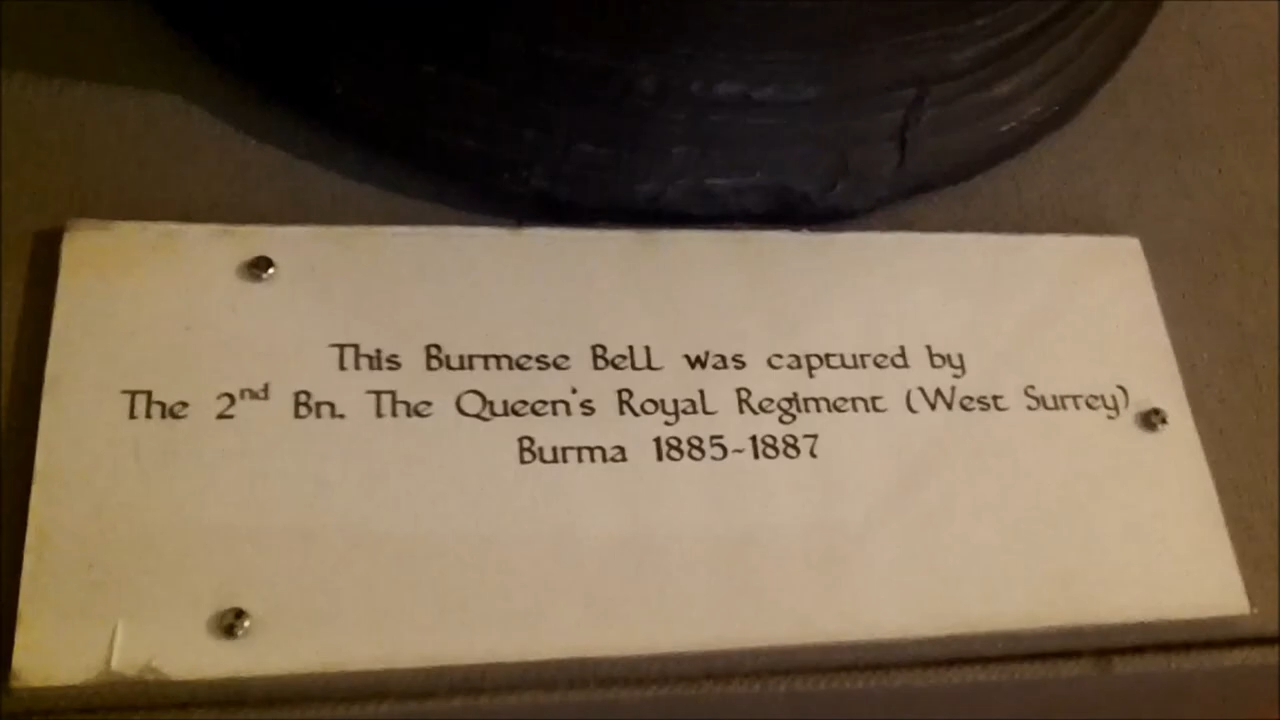 This Burmese Bell was captured by
The 2nd Bn. The Queen's Royal Regiment (West Surrey)
Burma 1885-1887